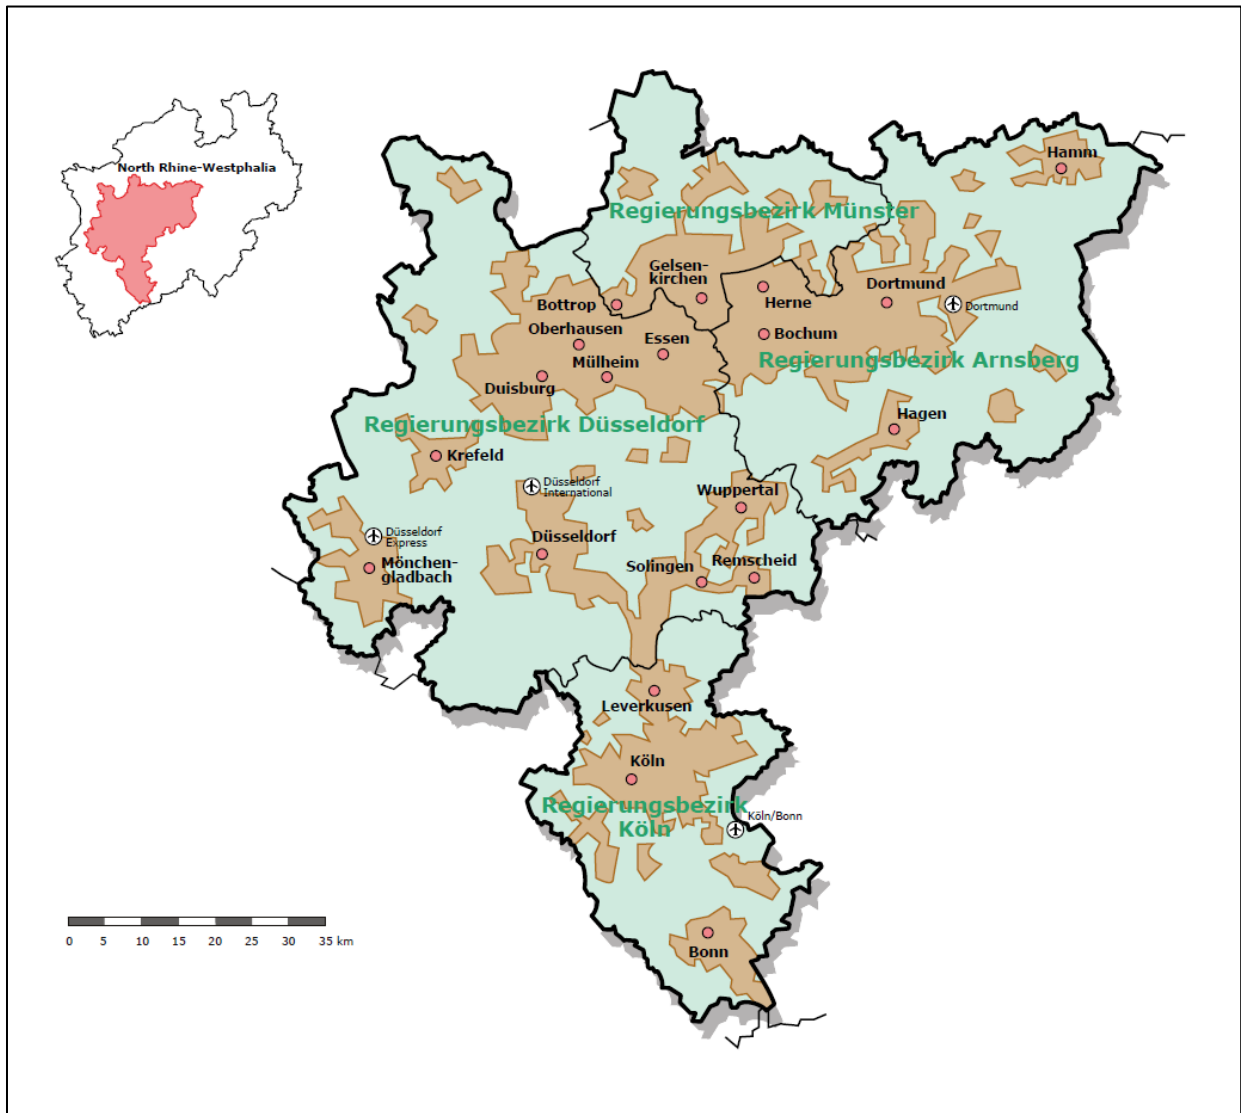 North Rhine-Westphalia
Hamm
Regierungsbezirk Münster
Gelsen-
kirchen
Bottrop
Herne
Dortmund
Dortmund
Oberhausen
Essen
Bochum
Mülheim
Regierungsbezirk Arnsberg
Duisburg
Hagen
Regierungsbezirk Düsseldorf
Krefeld
Düsseldorf
International
Wuppertal
Düsseldorf
Express
Düsseldorf
Mönchen-
gladbach
Solingen
Remscheid
Leverkusen
Köln
Regierungsbezirk
Köln
Köln/Bonn
Bonn
0 5 10 15 20 25 30 35 km